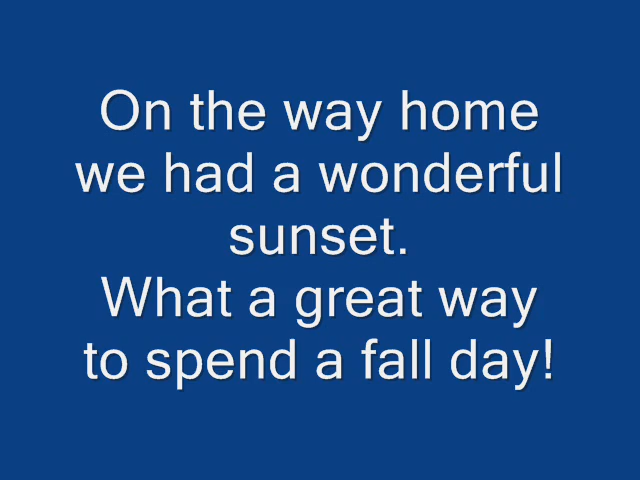 On the way home
we had a wonderful
sunset.
What a great way
to spend a fall day!